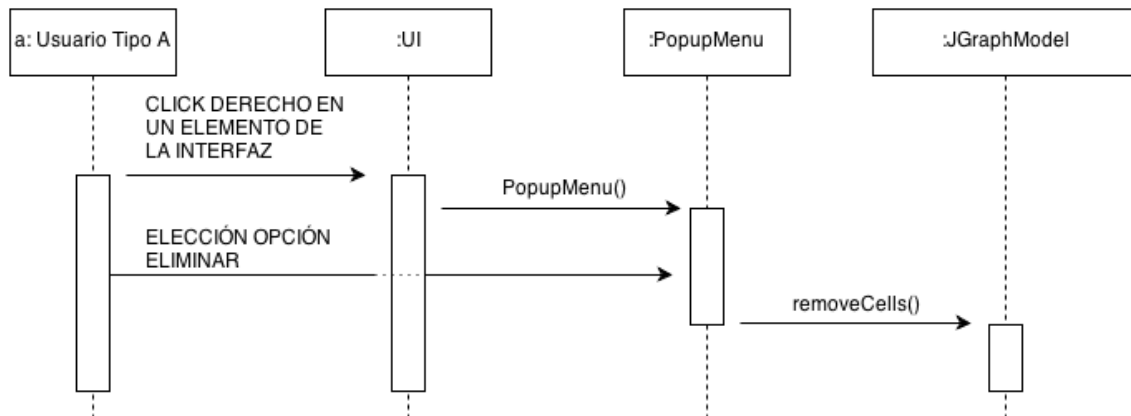 a: Usuario Tipo A
:UI
:PopupMenu
:JGraphModel
CLICK DERECHO EN
UN ELEMENTO DE
LA INTERFAZ
PopupMenu()
ELECCIÓN OPCIÓN
ELIMINAR
removeCells()